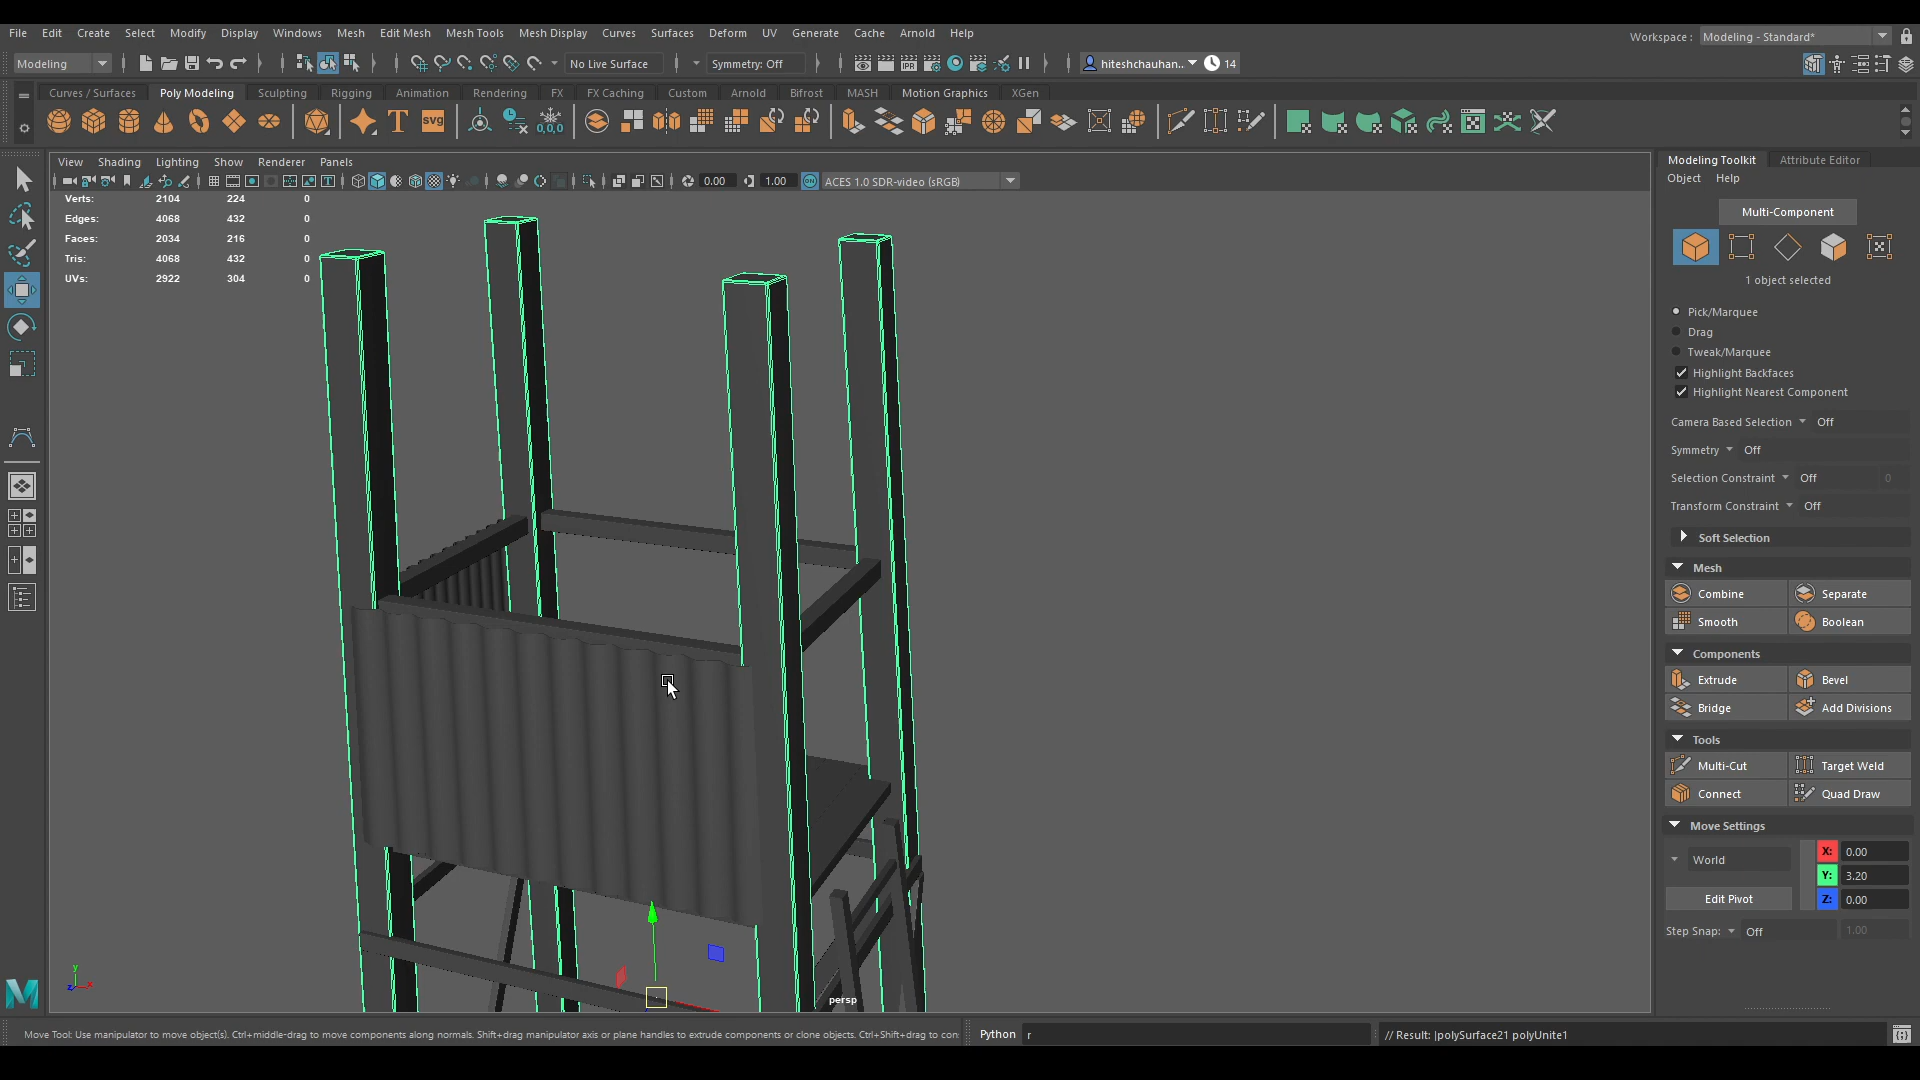 File Edit Create Select Modify Display Windows Mesh Edit Mesh Mesh Tools Mesh Display Curves Surfaces Deform UV Generate Cache Arnold Help
Workspace : Modeling - Standard*
Modeling No Live Surface Symmetry: Off hiteshchauhan... 14
Curves / Surfaces Poly Modeling Sculpting Rigging Animation Rendering FX FX Caching Custom Arnold Bifrost MASH Motion Graphics XGen
T SVG 0,0,0
View Shading Lighting Show Renderer Panels
0.00 1.00 ACES 1.0 SDR-video (sRGB)
Verts: 2104 224 0
Edges: 4068 432 0
Faces: 2034 216 0
Tris: 4068 432 0
UVs: 2922 304 0
persp
Modeling Toolkit Attribute Editor
Object Help
Multi-Component
1 object selected
Pick/Marquee
Drag
Tweak/Marquee
Highlight Backfaces
Highlight Nearest Component
Camera Based Selection Off
Symmetry Off
Selection Constraint Off 0
Transform Constraint Off
Soft Selection
Mesh
Combine Separate
Smooth Boolean
Components
Extrude Bevel
Bridge Add Divisions
Tools
Multi-Cut Target Weld
Connect Quad Draw
Move Settings
World X: 0.00
Y: 3.20
Edit Pivot Z: 0.00
Step Snap: Off 1.00
Move Tool: Use manipulator to move object(s). Ctrl+middle-drag to move components along normals. Shift+drag manipulator axis or plane handles to extrude components or clone objects. Ctrl+Shift+drag to con
Python r // Result: |polySurface21 polyUnite1